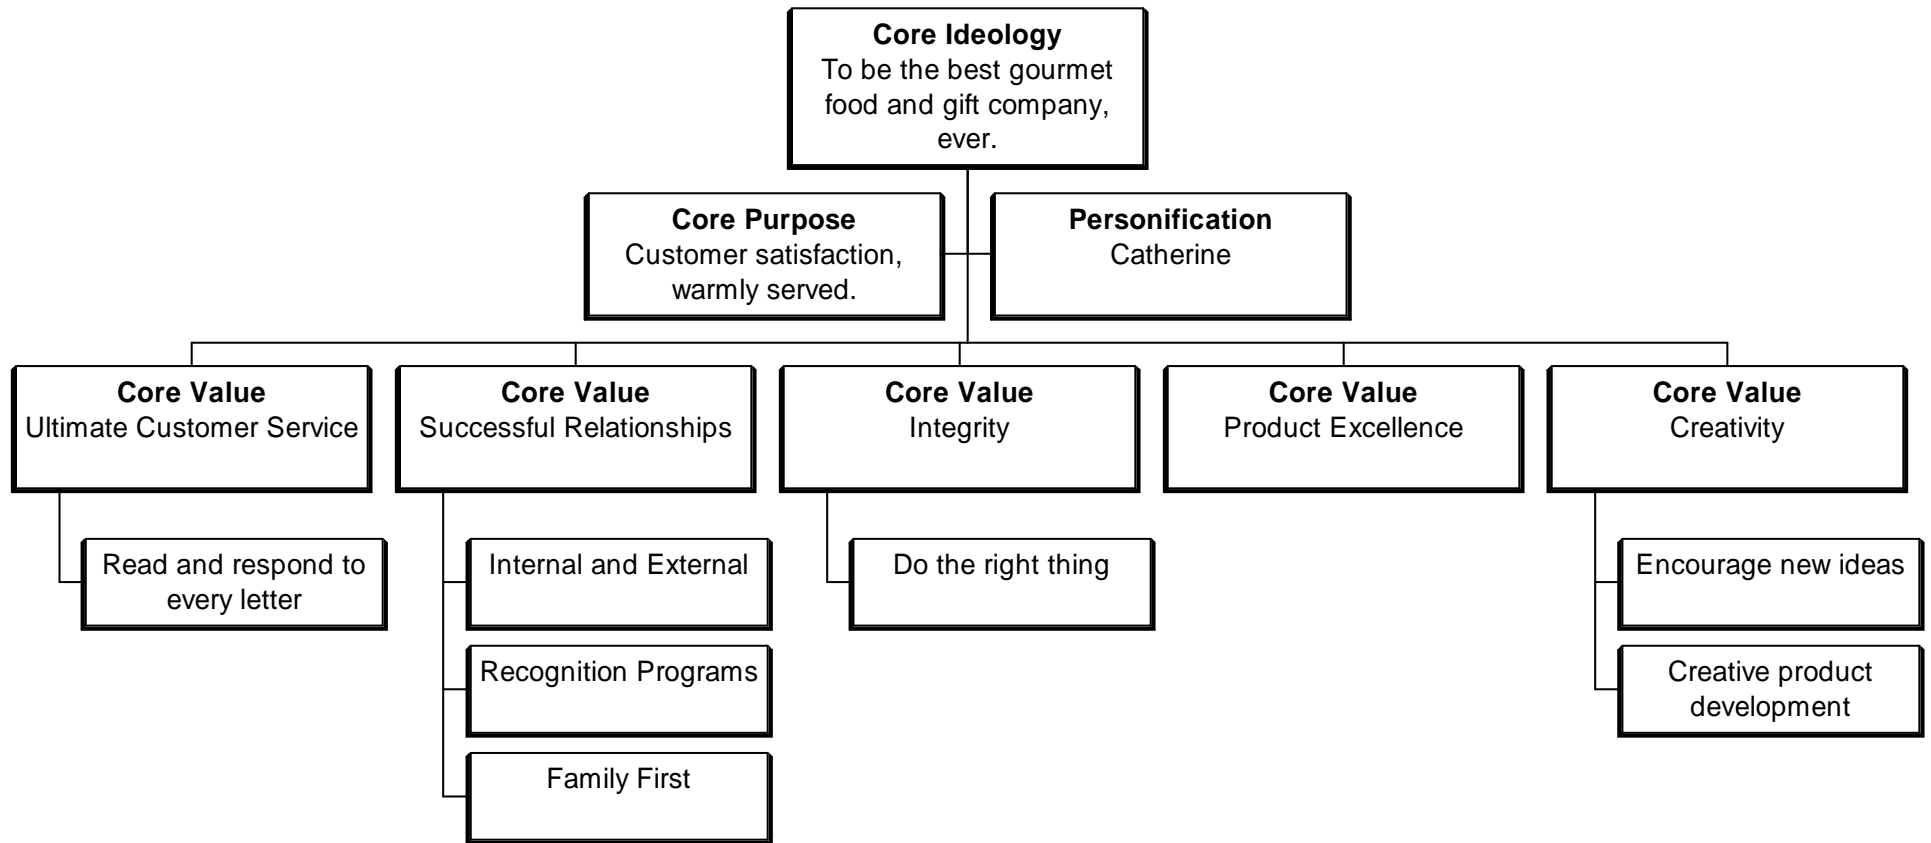 Core Ideology
To be the best gourmet
food and gift company,
ever.
Core Purpose
Customer satisfaction,
warmly served.
Personification
Catherine
Core Value
Ultimate Customer Service
Core Value
Successful Relationships
Core Value
Integrity
Core Value
Product Excellence
Core Value
Creativity
Read and respond to
every letter
Internal and External
Recognition Programs
Family First
Do the right thing
Encourage new ideas
Creative product
development